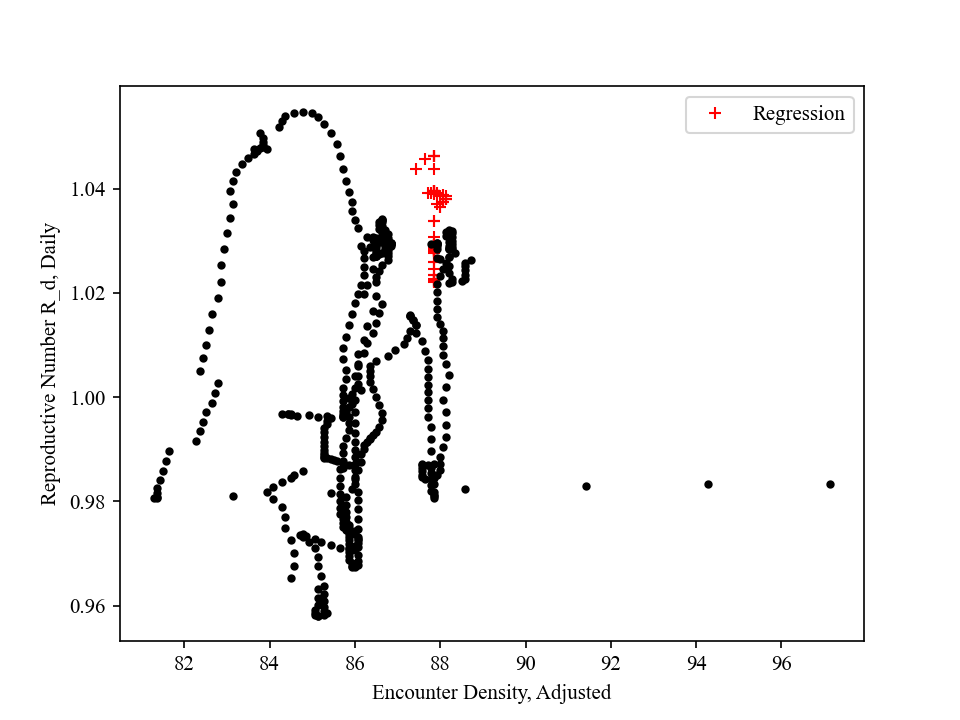 Regression
1.04
1.02
1.00
0.98
0.96
Reproductive Number R_d, Daily
82 84 86 88 90 92 94 96
Encounter Density, Adjusted